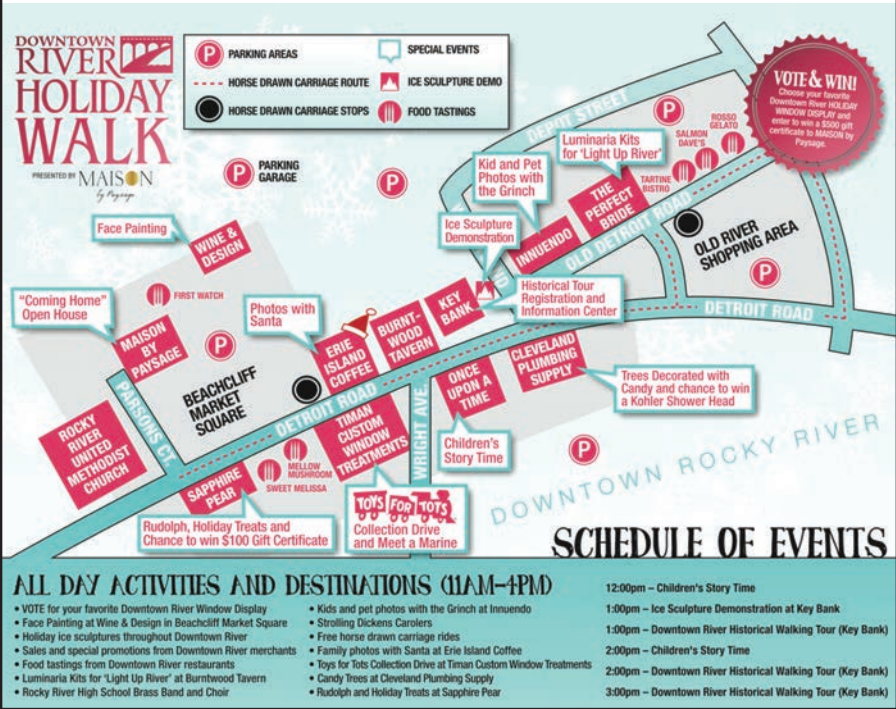 DOWNTOWN
RIVER
HOLIDAY
WALK
PRESENTED BY MAISON
by Paysage
P PARKING AREAS
HORSE DRAWN CARRIAGE ROUTE
HORSE DRAWN CARRIAGE STOPS
SPECIAL EVENTS
ICE SCULPTURE DEMO
FOOD TASTINGS
VOTE & WIN!
Choose your favorite
Downtown River HOLIDAY
WINDOW DISPLAY and
enter to win a $500 gift
certificate to MAISON by
Paysage.
P PARKING
GARAGE
P
P
DEPOT STREET
Luminaria Kits
for 'Light Up River'
Kid and Pet
Photos with
the Grinch
Ice Sculpture
Demonstration
ROSSO
GELATO
SALMON
DAVE'S
TARTINE
BISTRO
THE
PERFECT
BRIDE
INNUENDO
OLD DETROIT ROAD
OLD RIVER
SHOPPING AREA
P
DETROIT ROAD
Face Painting
WINE &
DESIGN
FIRST WATCH
"Coming Home"
Open House
MAISON
BY
PAYSAGE
P
Photos with
Santa
ERIE
ISLAND
COFFEE
BURNT-
WOOD
TAVERN
KEY
BANK
Historical Tour
Registration and
Information Center
BEACHCLIFF
MARKET
SQUARE
PARSONS CT.
ROCKY
RIVER
UNITED
METHODIST
CHURCH
DETROIT ROAD
ONCE
UPON A
TIME
CLEVELAND
PLUMBING
SUPPLY
Trees Decorated with
Candy and chance to win
a Kohler Shower Head
TIMAN
CUSTOM
WINDOW
TREATMENTS
WRIGHT AVE.
Children's
Story Time
P
DOWNTOWN ROCKY RIVER
MELLOW
MUSHROOM
SWEET MELISSA
SAPPHIRE
PEAR
Rudolph, Holiday Treats and
Chance to win $100 Gift Certificate
TOYS FOR TOTS
Collection Drive
and Meet a Marine
SCHEDULE OF EVENTS
ALL DAY ACTIVITIES AND DESTINATIONS (11AM-4PM)
• VOTE for your favorite Downtown River Window Display
• Face Painting at Wine & Design in Beachcliff Market Square
• Holiday ice sculptures throughout Downtown River
• Sales and special promotions from Downtown River merchants
• Food tastings from Downtown River restaurants
• Luminaria Kits for 'Light Up River' at Burntwood Tavern
• Rocky River High School Brass Band and Choir
• Kids and pet photos with the Grinch at Innuendo
• Strolling Dickens Carolers
• Free horse drawn carriage rides
• Family photos with Santa at Erie Island Coffee
• Toys for Tots Collection Drive at Timan Custom Window Treatments
• Candy Trees at Cleveland Plumbing Supply
• Rudolph and Holiday Treats at Sapphire Pear
12:00pm – Children's Story Time
1:00pm – Ice Sculpture Demonstration at Key Bank
1:00pm – Downtown River Historical Walking Tour (Key Bank)
2:00pm – Children's Story Time
2:00pm – Downtown River Historical Walking Tour (Key Bank)
3:00pm – Downtown River Historical Walking Tour (Key Bank)